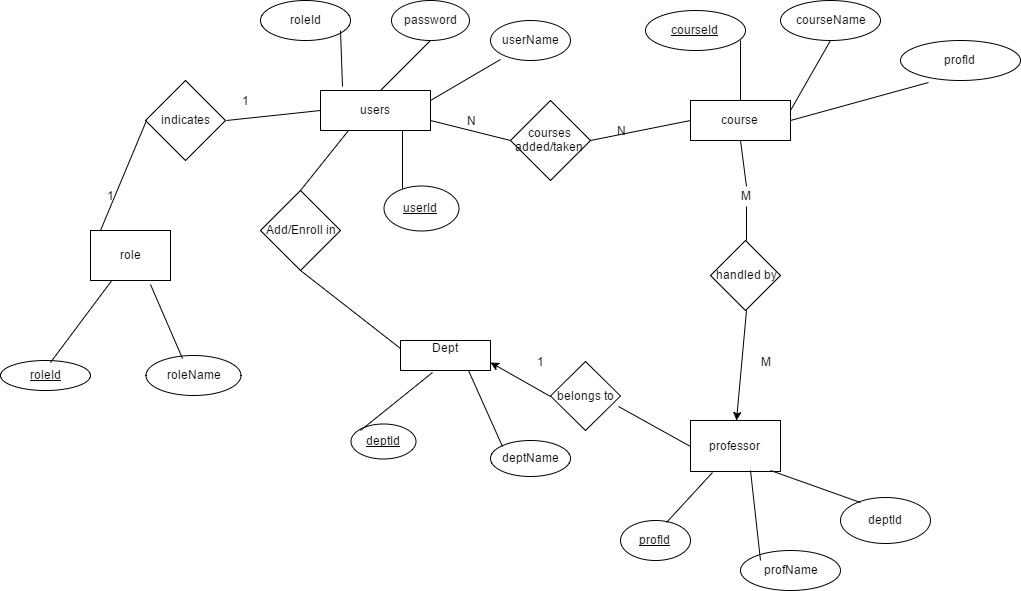 roleId
password
userName
courseId
courseName
profId
users
course
indicates
1
N
courses
added/taken
N
1
M
userId
Add/Enroll in
role
handled by
Dept
1
M
roleId
roleName
belongs to
deptId
deptName
professor
profId
profName
deptId